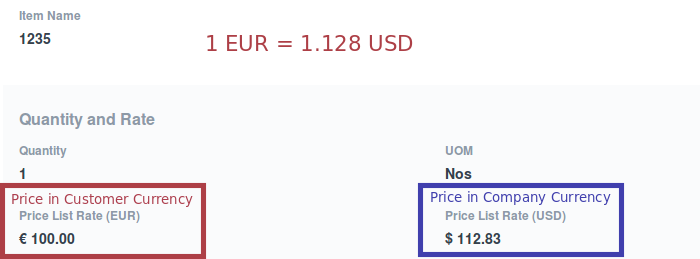 Item Name
1235
1 EUR = 1.128 USD
Quantity and Rate
Quantity
UOM
1
Nos
Price in Customer Currency
Price in Company Currency
Price List Rate (EUR)
Price List Rate (USD)
€ 100.00
$ 112.83